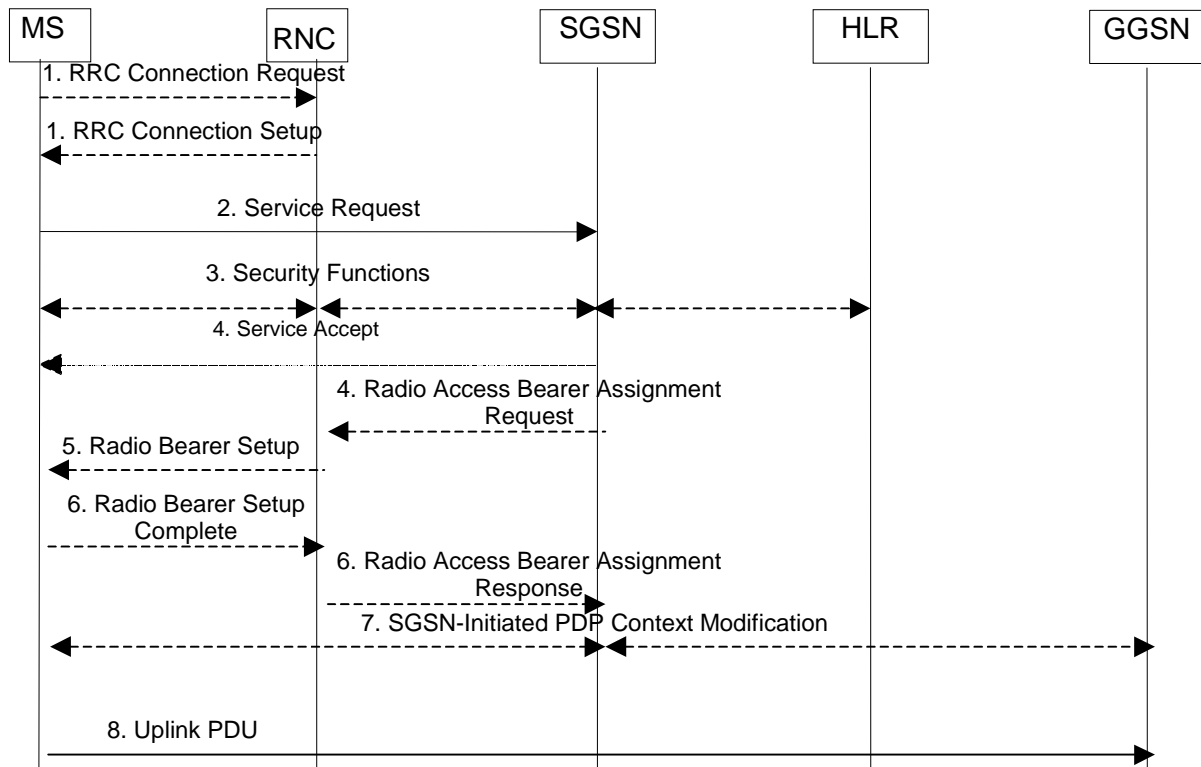 MS
RNC
SGSN
HLR
GGSN
1. RRC Connection Request
1. RRC Connection Setup
2. Service Request
3. Security Functions
4. Service Accept
4. Radio Access Bearer Assignment
Request
5. Radio Bearer Setup
6. Radio Bearer Setup
Complete
6. Radio Access Bearer Assignment
Response
7. SGSN-Initiated PDP Context Modification
8. Uplink PDU